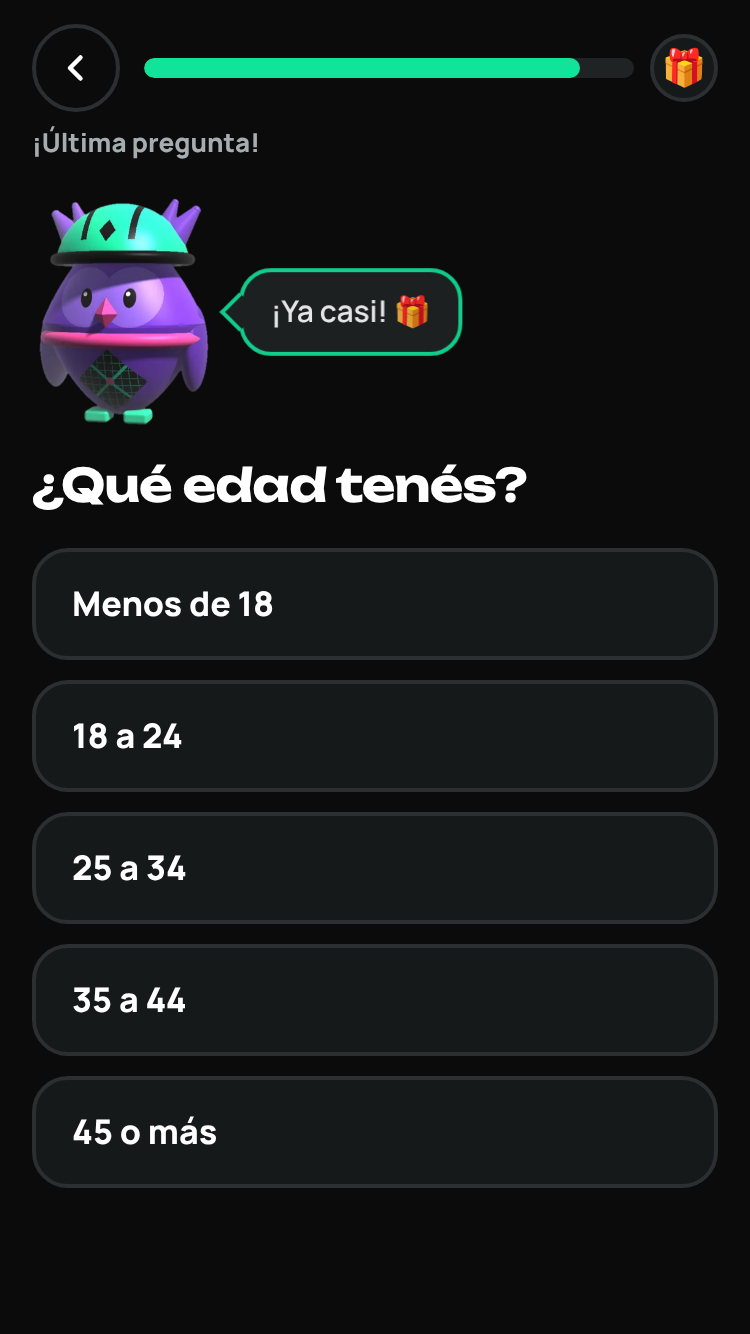 ¡Última pregunta!
¡Ya casi! 🎁
¿Qué edad tenés?
Menos de 18
18 a 24
25 a 34
35 a 44
45 o más